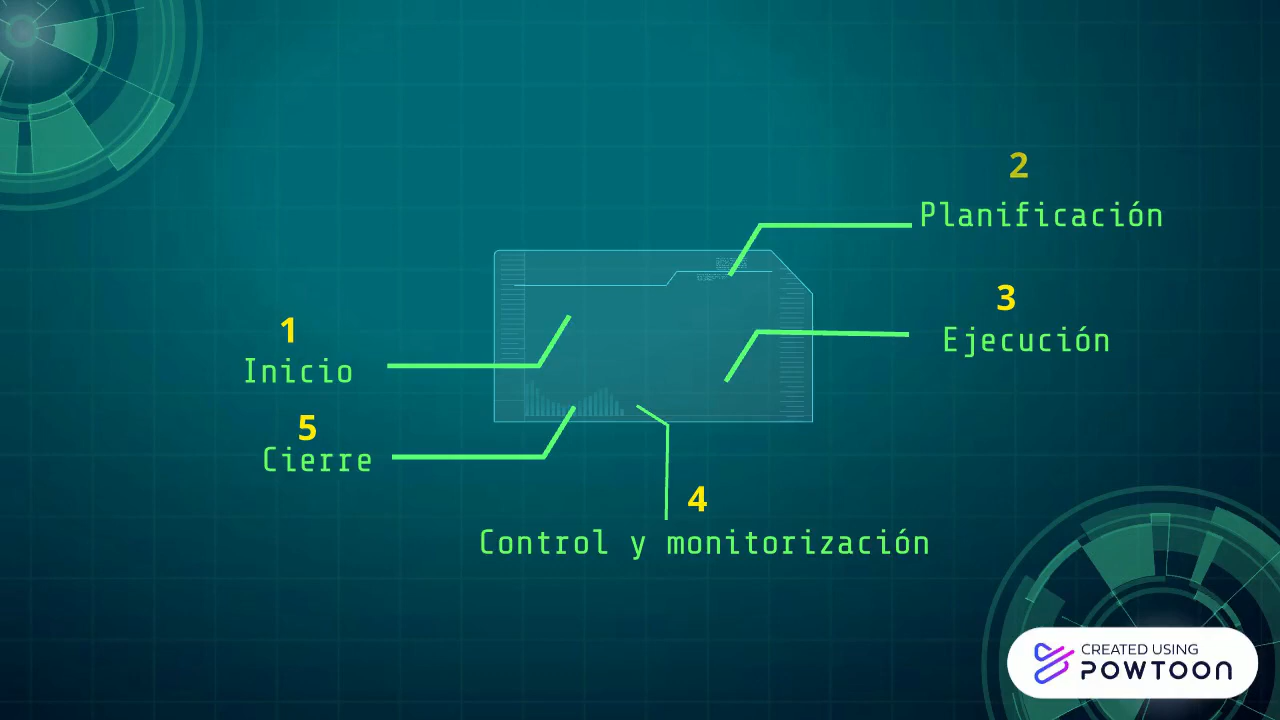 1
Inicio
2
Planificación
3
Ejecución
4
Control y monitorización
5
Cierre
CREATED USING
POWTOON